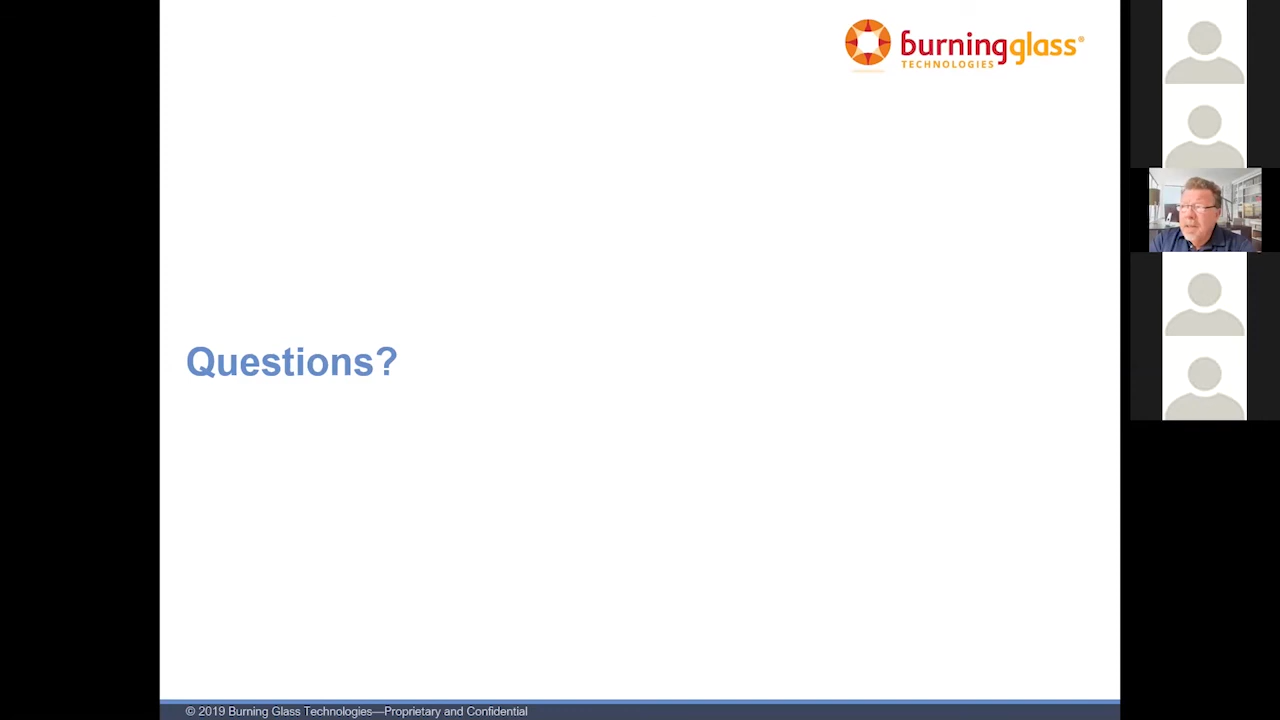 burningglass®
TECHNOLOGIES
Questions?
© 2019 Burning Glass Technologies—Proprietary and Confidential